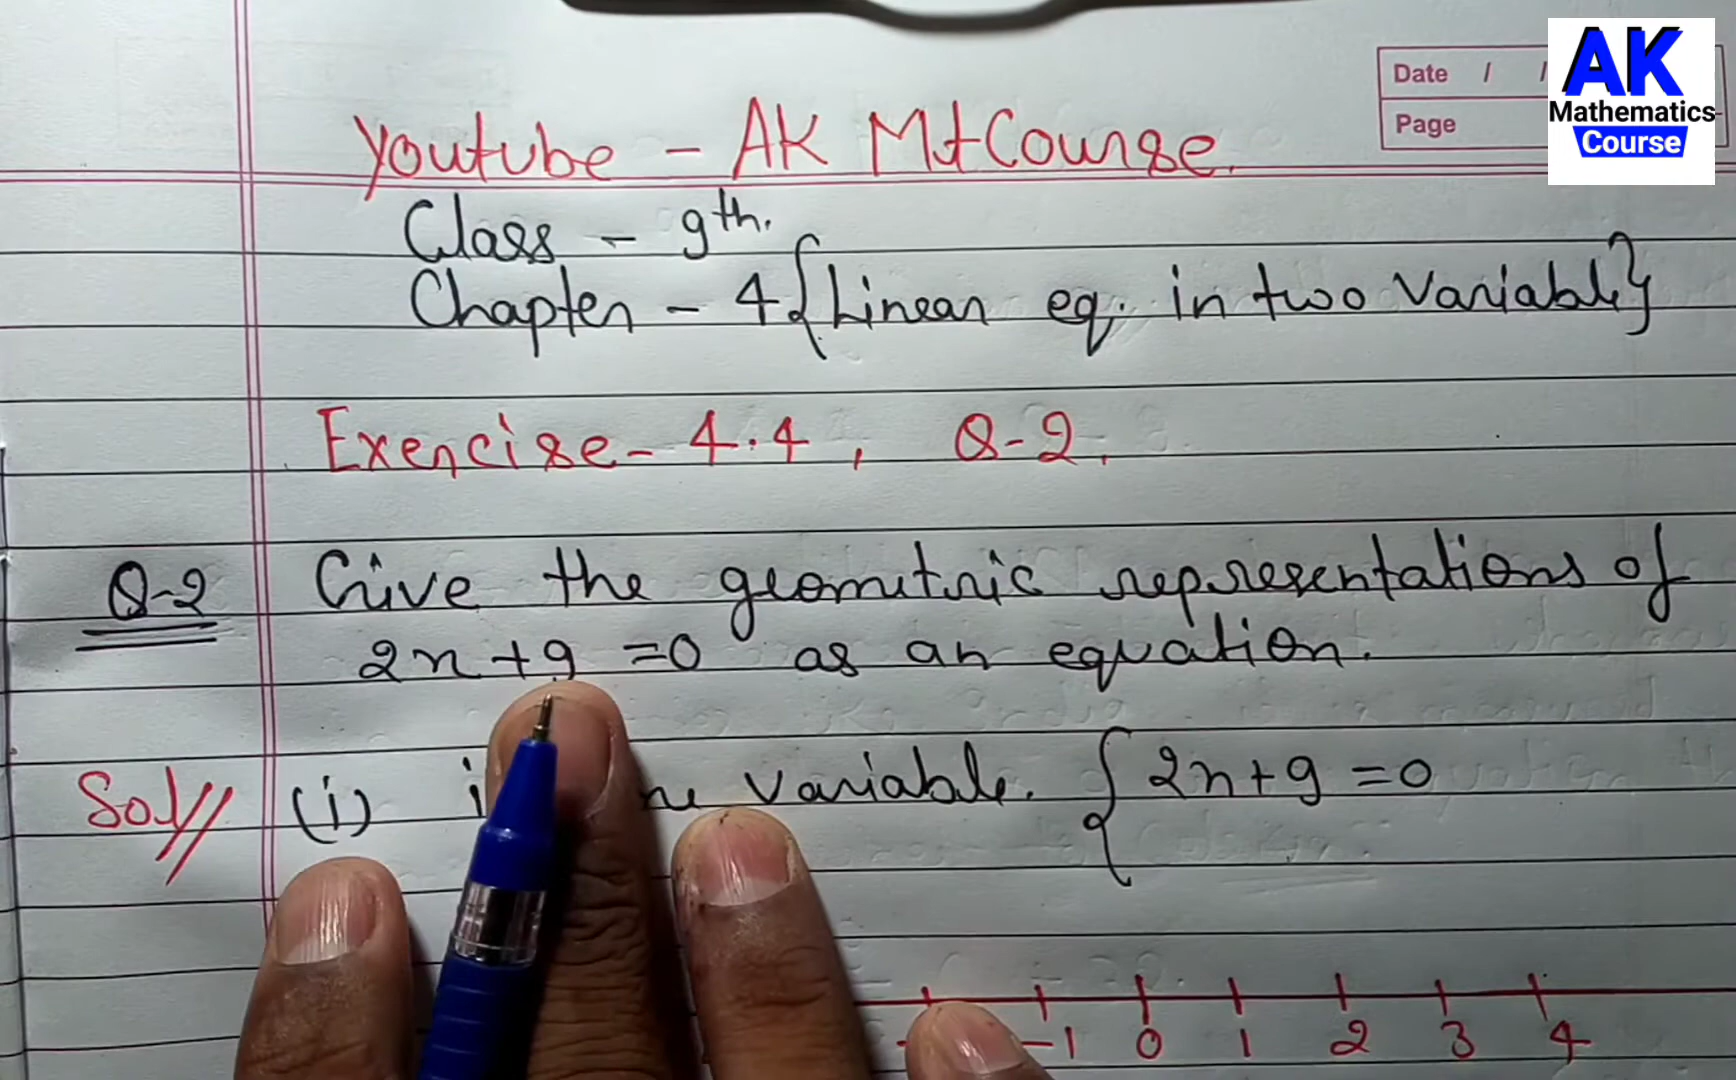 Date / /
Page
AK
Mathematics
Course
Youtube - AK MtCourse.
Class - 9th.
Chapter - 4 {Linear eq. in two Variable}
Exercise - 4.4, Q-2.
Q-2 Give the geometric representations of
2x + 9 = 0 as an equation.
Sol// (i) variable. { 2x + 9 = 0
-1 0 1 2 3 4